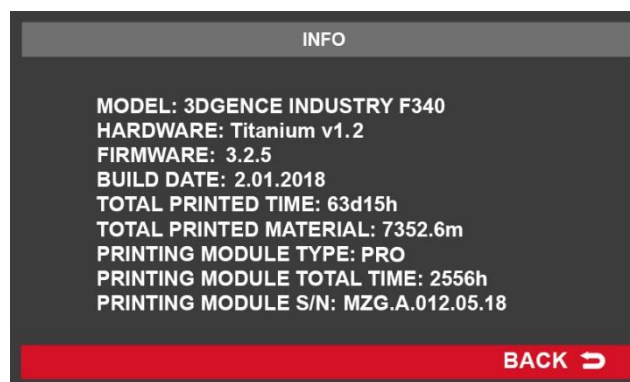 INFO
MODEL: 3DGENCE INDUSTRY F340
HARDWARE: Titanium v1.2
FIRMWARE: 3.2.5
BUILD DATE: 2.01.2018
TOTAL PRINTED TIME: 63d15h
TOTAL PRINTED MATERIAL: 7352.6m
PRINTING MODULE TYPE: PRO
PRINTING MODULE TOTAL TIME: 2556h
PRINTING MODULE S/N: MZG.A.012.05.18
BACK